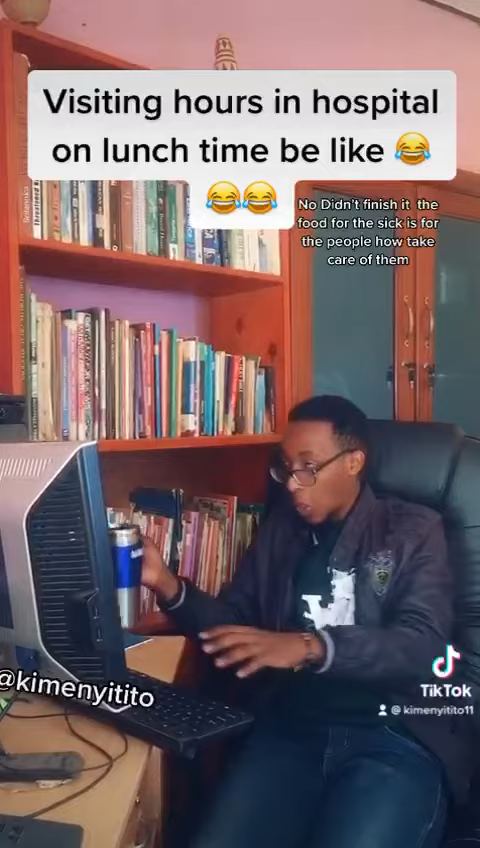 Visiting hours in hospital
on lunch time be like 😂
😂😂
No Didn't finish it the
food for the sick is for
the people how take
care of them
@kimenyitito
TikTok
@kimenyitito11